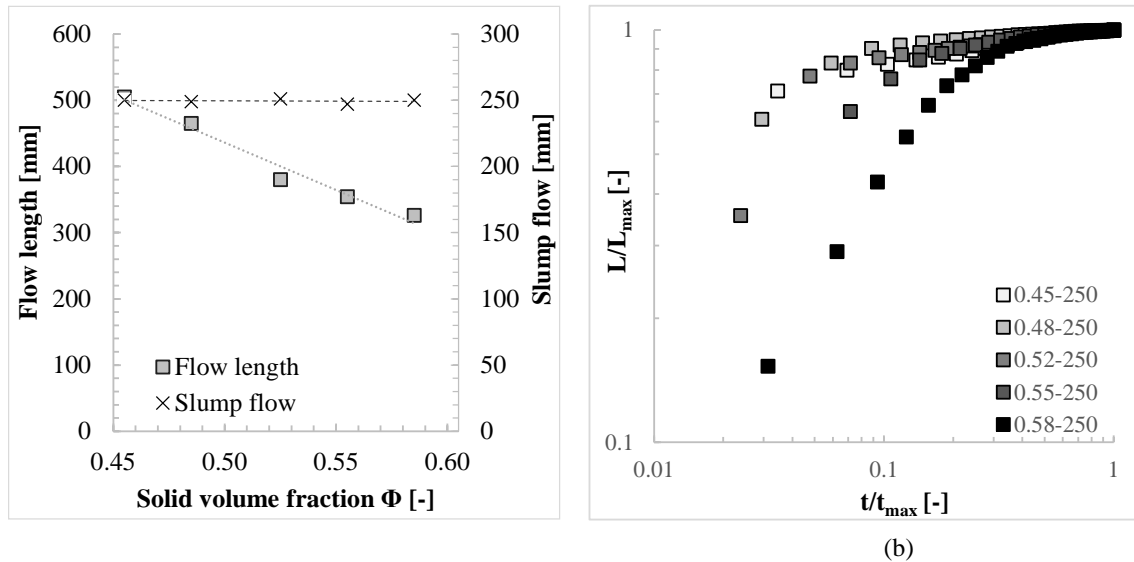 600
500
400
300
200
100
0
Flow length [mm]
300
250
200
150
100
50
0
Slump flow [mm]
Flow length
Slump flow
0.45 0.50 0.55 0.60
Solid volume fraction Φ [-]
1
0.1
L/Lmax [-]
0.45-250
0.48-250
0.52-250
0.55-250
0.58-250
0.01 0.1 1
t/tmax [-]
(b)